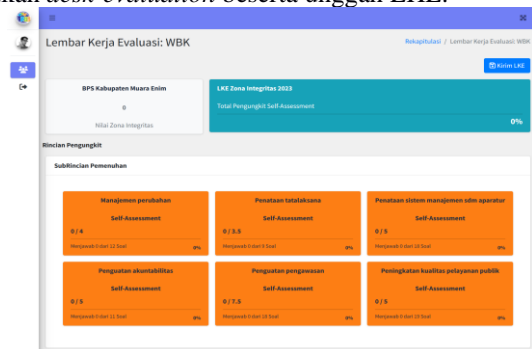 kan desk evaluation beserta unggah LHE.
Lembar Kerja Evaluasi: WBK
Rekapitulasi / Lembar Kerja Evaluasi: WBK
Kirim LKE
BPS Kabupaten Muara Enim
0
Nilai Zona Integritas
LKE Zona Integritas 2023
Total Pengungkit Self-Assessment
0%
Rincian Pengungkit
SubRincian Pemenuhan
Manajemen perubahan
Self-Assessment
0 / 4
Menjawab 0 dari 12 Soal
0%
Penataan tatalaksana
Self-Assessment
0 / 3.5
Menjawab 0 dari 9 Soal
0%
Penataan sistem manajemen sdm aparatur
Self-Assessment
0 / 5
Menjawab 0 dari 20 Soal
0%
Penguatan akuntabilitas
Self-Assessment
0 / 5
Menjawab 0 dari 11 Soal
0%
Penguatan pengawasan
Self-Assessment
0 / 7.5
Menjawab 0 dari 28 Soal
0%
Peningkatan kualitas pelayanan publik
Self-Assessment
0 / 5
Menjawab 0 dari 19 Soal
0%